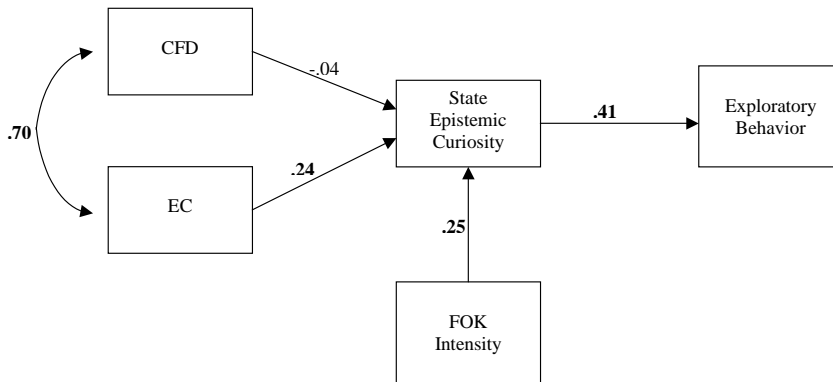 CFD
-.04
State
Epistemic
Curiosity
.41
Exploratory
Behavior
.70
EC
.24
.25
FOK
Intensity